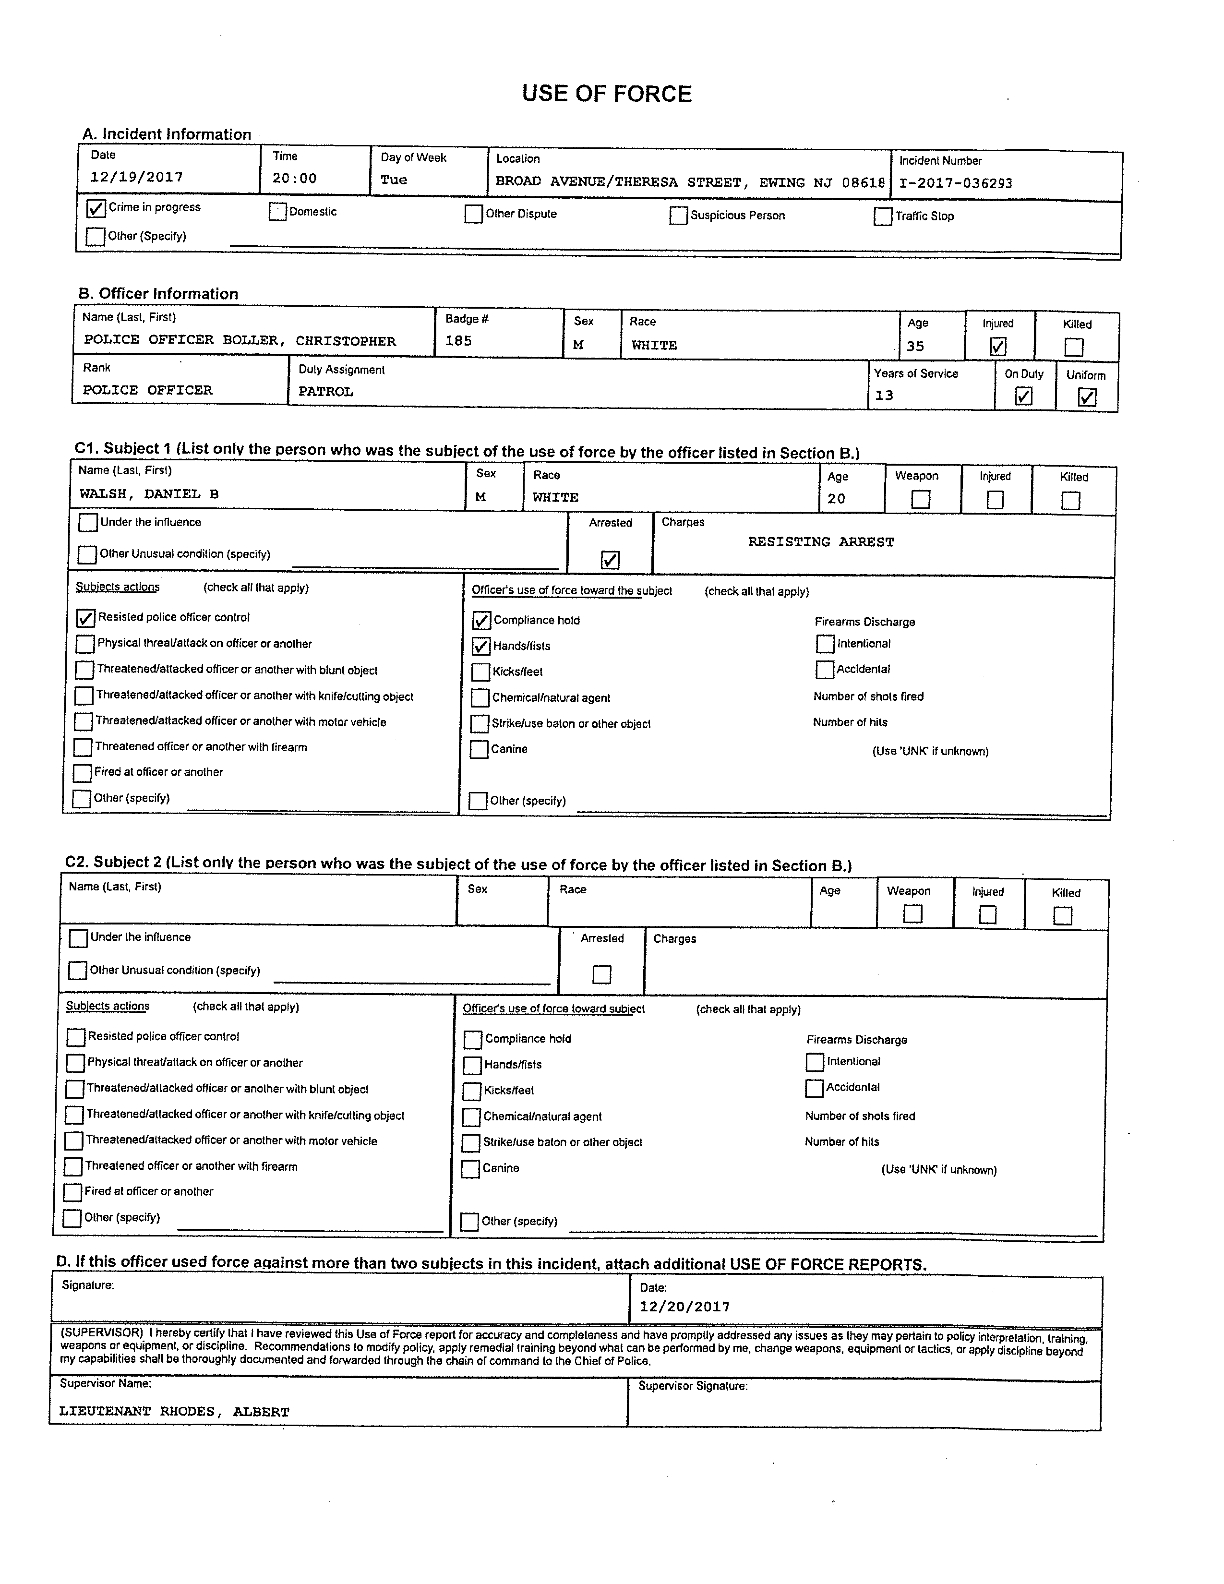 USE OF FORCE
A. Incident Information
Date Time Day of Week Location Incident Number
12/19/2017 20:00 Tue BROAD AVENUE/THERESA STREET, EWING NJ 08618 I-2017-036293
Crime in progress Domestic Other Dispute Suspicious Person Traffic Stop
Other (Specify)
B. Officer Information
Name (Last, First) Badge # Sex Race Age Injured Killed
POLICE OFFICER BOLLER, CHRISTOPHER 185 M WHITE 35
Rank Duty Assignment Years of Service On Duty Uniform
POLICE OFFICER PATROL 13
C1. Subject 1 (List only the person who was the subject of the use of force by the officer listed in Section B.)
Name (Last, First) Sex Race Age Weapon Injured Killed
WALSH, DANIEL B M WHITE 20
Under the influence Arrested Charges
RESISTING ARREST
Other Unusual condition (specify)
Subjects actions (check all that apply) Officer's use of force toward the subject (check all that apply)
Resisted police officer control Compliance hold Firearms Discharge
Physical threat/attack on officer or another Hands/fists Intentional
Threatened/attacked officer or another with blunt object Kicks/feet Accidental
Threatened/attacked officer or another with knife/cutting object Chemical/natural agent Number of shots fired
Threatened/attacked officer or another with motor vehicle Strike/use baton or other object Number of hits
Threatened officer or another with firearm Canine (Use 'UNK' if unknown)
Fired at officer or another
Other (specify) Other (specify)
C2. Subject 2 (List only the person who was the subject of the use of force by the officer listed in Section B.)
Name (Last, First) Sex Race Age Weapon Injured Killed
Under the influence Arrested Charges
Other Unusual condition (specify)
Subjects actions (check all that apply) Officer's use of force toward subject (check all that apply)
Resisted police officer control Compliance hold Firearms Discharge
Physical threat/attack on officer or another Hands/fists Intentional
Threatened/attacked officer or another with blunt object Kicks/feet Accidental
Threatened/attacked officer or another with knife/cutting object Chemical/natural agent Number of shots fired
Threatened/attacked officer or another with motor vehicle Strike/use baton or other object Number of hits
Threatened officer or another with firearm Canine (Use 'UNK' if unknown)
Fired at officer or another
Other (specify) Other (specify)
D. If this officer used force against more than two subjects in this incident, attach additional USE OF FORCE REPORTS.
Signature: Date:
12/20/2017
(SUPERVISOR) I hereby certify that I have reviewed this Use of Force report for accuracy and completeness and have promptly addressed any issues as they may pertain to policy interpretation, training,
weapons or equipment, or discipline. Recommendations to modify policy, apply remedial training beyond what can be performed by me, change weapons, equipment or tactics, or apply discipline beyond
my capabilities shall be thoroughly documented and forwarded through the chain of command to the Chief of Police.
Supervisor Name: Supervisor Signature:
LIEUTENANT RHODES, ALBERT